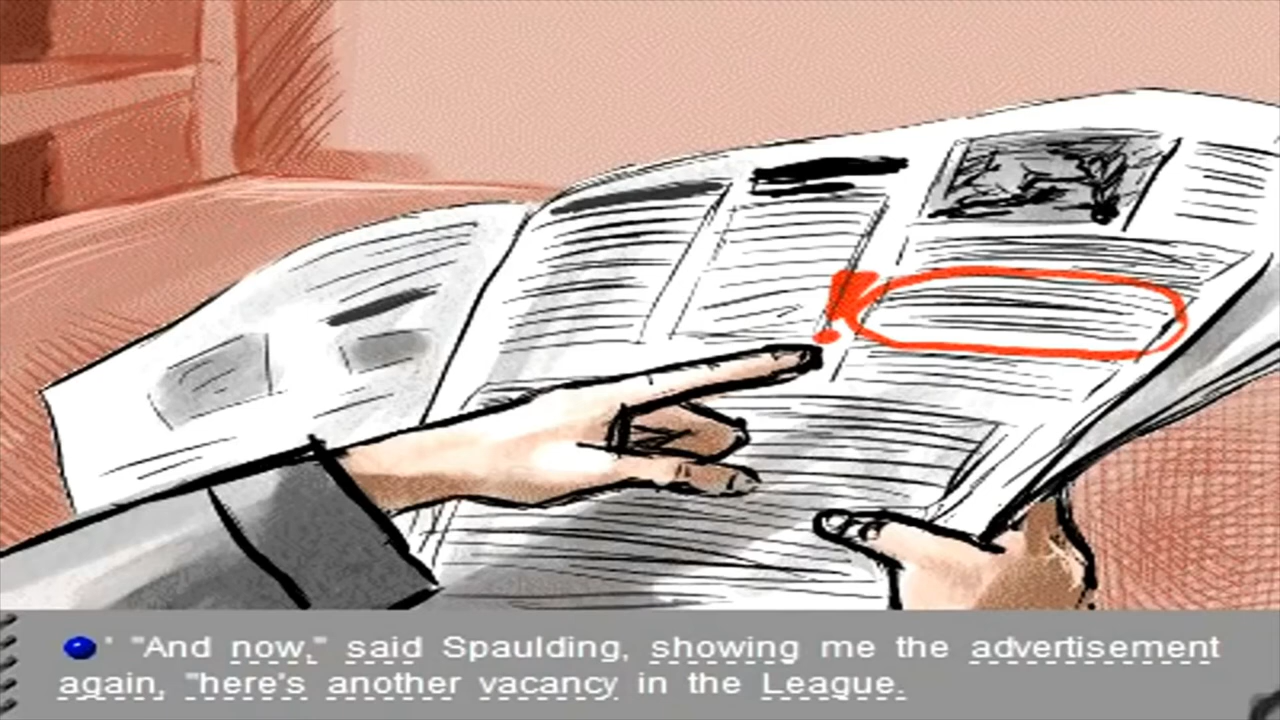 ' "And now," said Spaulding, showing me the advertisement
again, "here's another vacancy in the League.